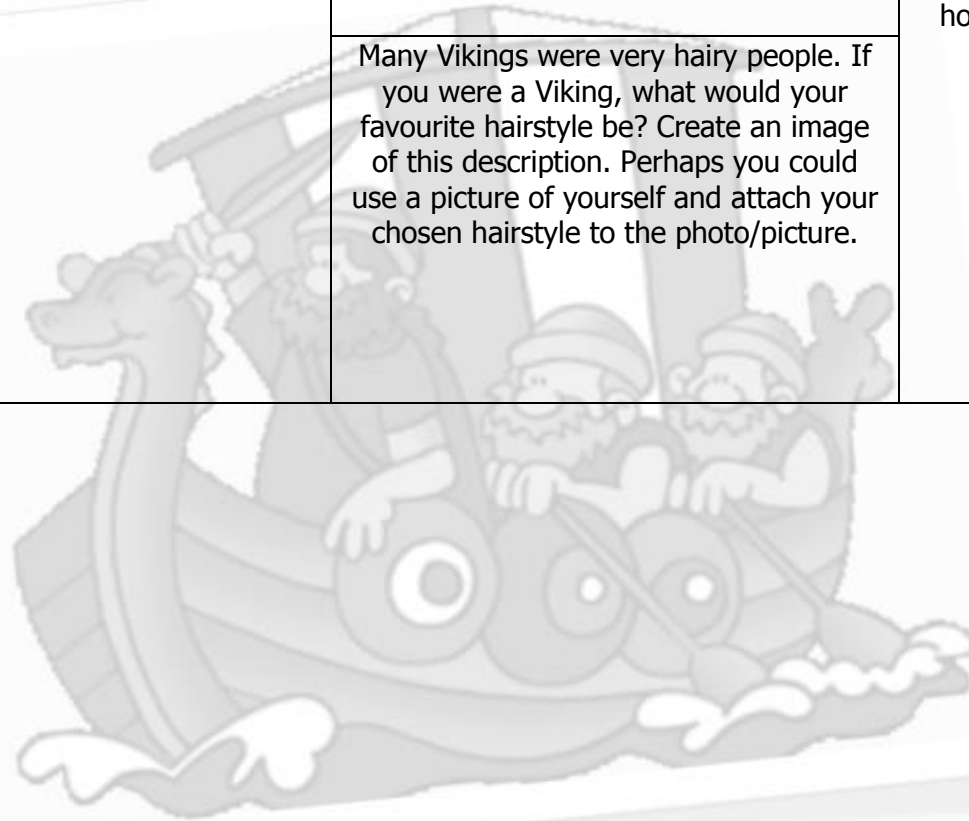 ho
Many Vikings were very hairy people. If
you were a Viking, what would your
favourite hairstyle be? Create an image
of this description. Perhaps you could
use a picture of yourself and attach your
chosen hairstyle to the photo/picture.